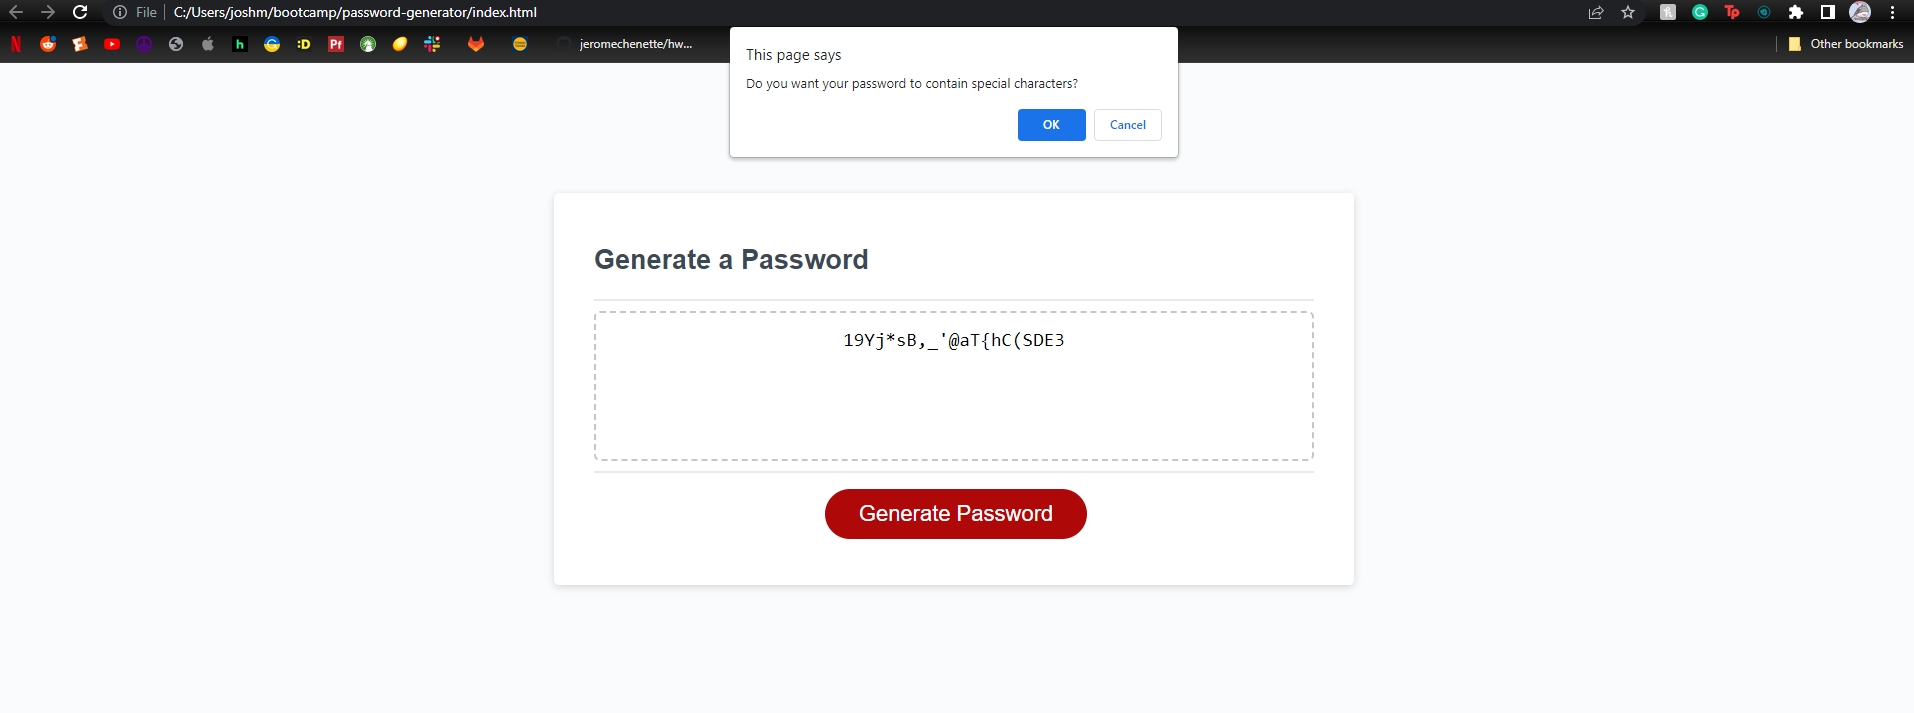 File | C:/Users/joshm/bootcamp/password-generator/index.html
N :D h Pf jeromechenette/hw... Other bookmarks
This page says
Do you want your password to contain special characters?
OK Cancel
Generate a Password
19Yj*sB,_'@aT{hC(SDE3
Generate Password